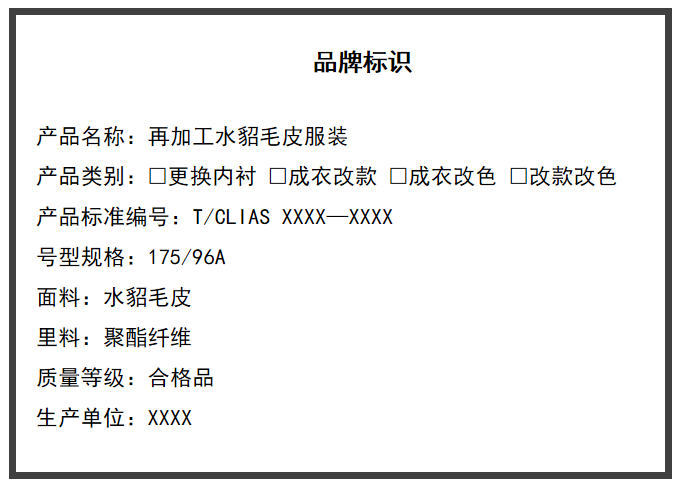 品牌标识
产品名称：再加工水貂毛皮服装
产品类别：□更换内衬 □成衣改款 □成衣改色 □改款改色
产品标准编号：T/CLIAS XXXX—XXXX
号型规格：175/96A
面料：水貂毛皮
里料：聚酯纤维
质量等级：合格品
生产单位：XXXX